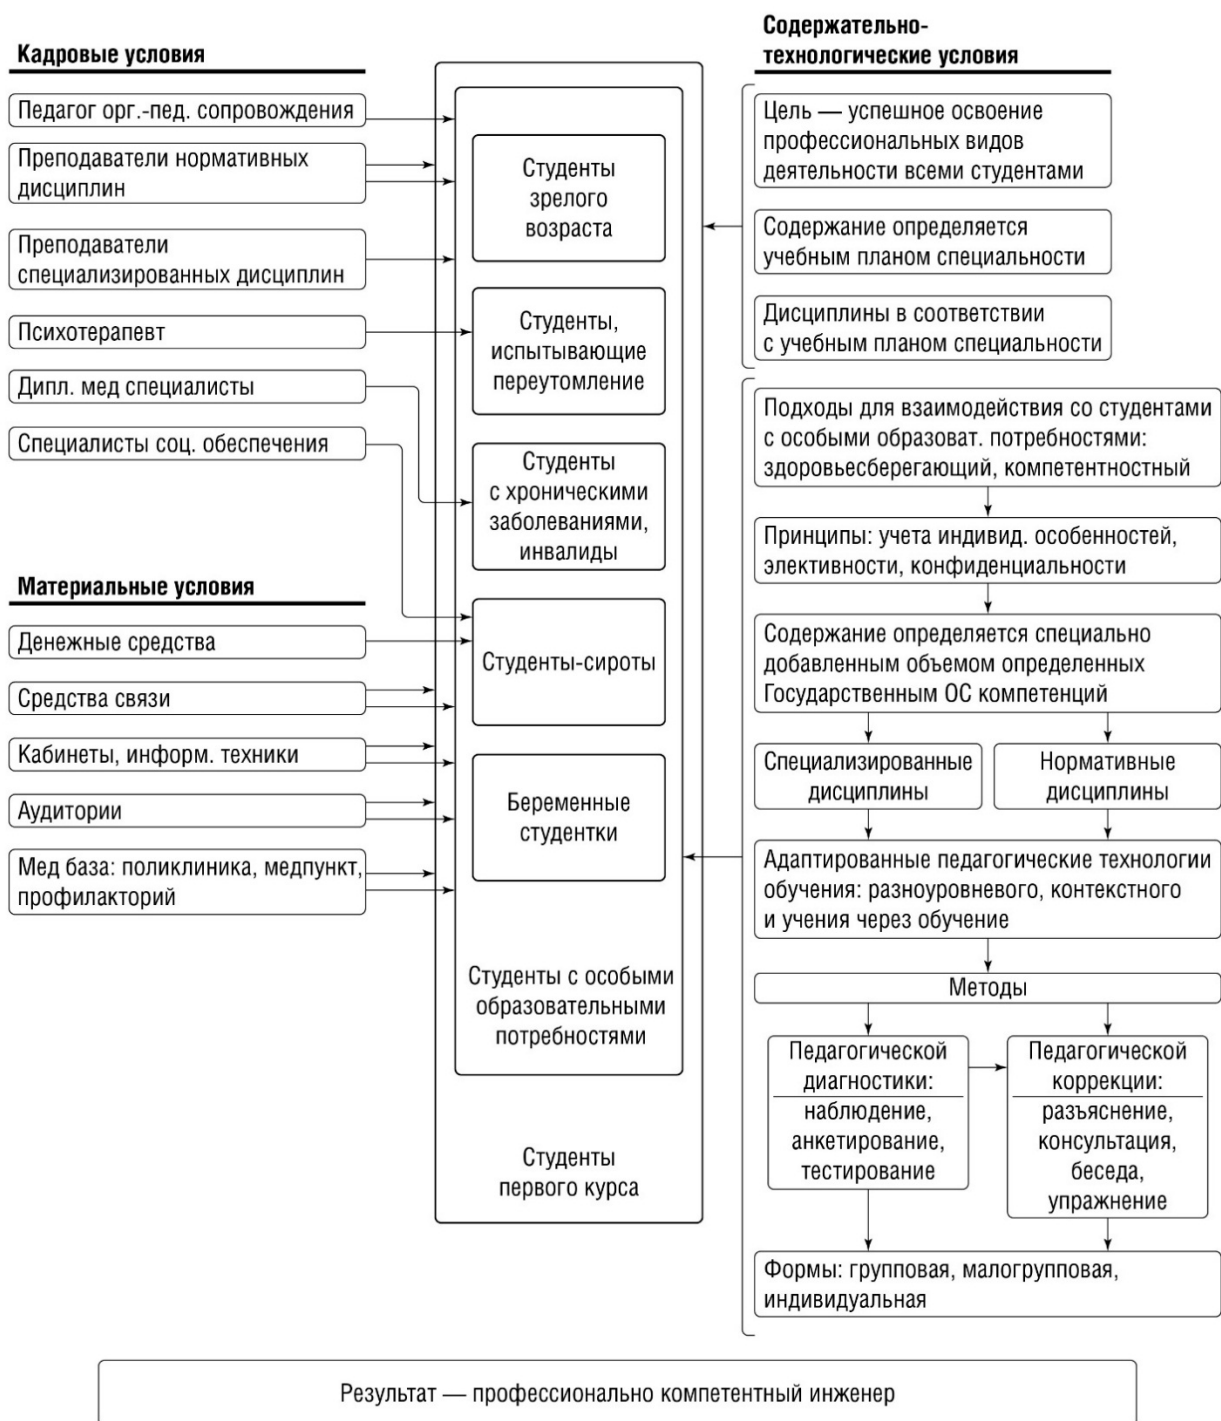 Кадровые условия
Педагог орг.-пед. сопровождения
Преподаватели нормативных
дисциплин
Преподаватели
специализированных дисциплин
Психотерапевт
Дипл. мед специалисты
Специалисты соц. обеспечения
Материальные условия
Денежные средства
Средства связи
Кабинеты, информ. техники
Аудитории
Мед база: поликлиника, медпункт,
профилакторий
Студенты
зрелого
возраста
Студенты,
испытывающие
переутомление
Студенты
с хроническими
заболеваниями,
инвалиды
Студенты-сироты
Беременные
студентки
Студенты с особыми
образовательными
потребностями
Студенты
первого курса
Содержательно-
технологические условия
Цель — успешное освоение
профессиональных видов
деятельности всеми студентами
Содержание определяется
учебным планом специальности
Дисциплины в соответствии
с учебным планом специальности
Подходы для взаимодействия со студентами
с особыми образоват. потребностями:
здоровьесберегающий, компетентностный
Принципы: учета индивид. особенностей,
элективности, конфиденциальности
Содержание определяется специально
добавленным объемом определенных
Государственным ОС компетенций
Специализированные
дисциплины
Нормативные
дисциплины
Адаптированные педагогические технологии
обучения: разноуровневого, контекстного
и учения через обучение
Методы
Педагогической
диагностики:
наблюдение,
анкетирование,
тестирование
Педагогической
коррекции:
разъяснение,
консультация,
беседа,
упражнение
Формы: групповая, малогрупповая,
индивидуальная
Результат — профессионально компетентный инженер